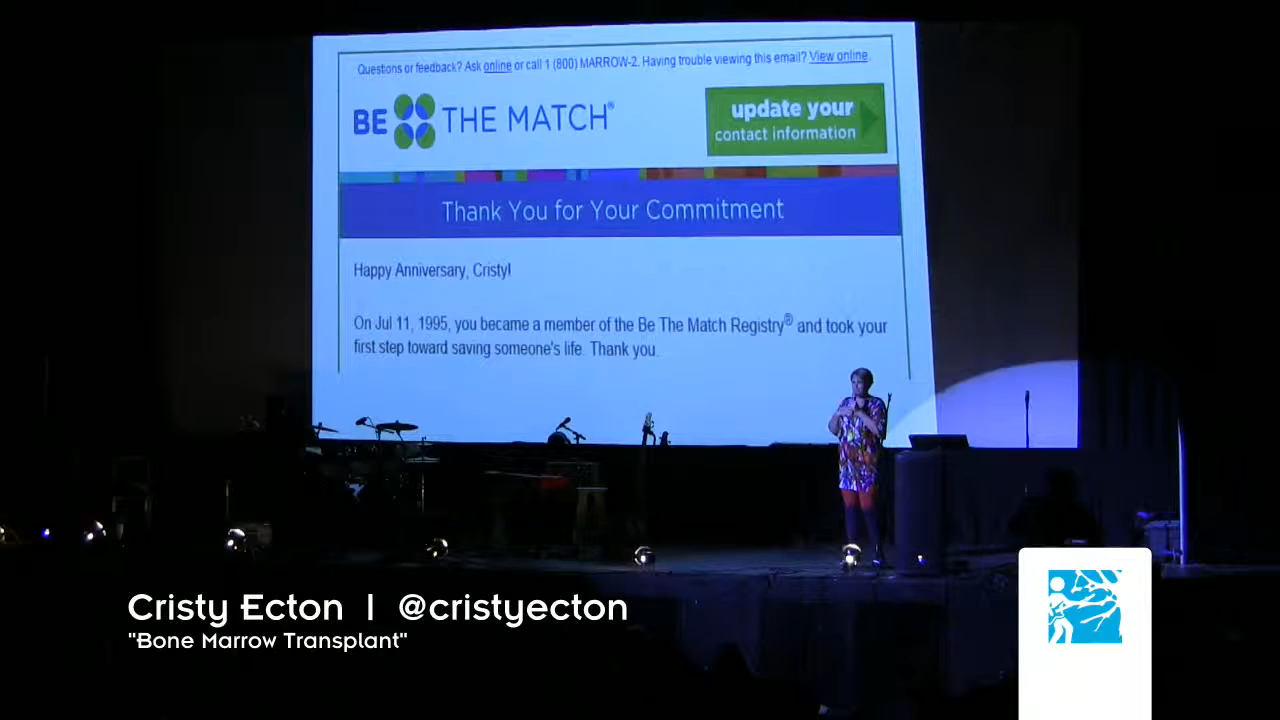 Questions or feedback? Ask online or call 1 (800) MARROW-2. Having trouble viewing this email? View online.
BE THE MATCH®
update your
contact information
Thank You for Your Commitment
Happy Anniversary, Cristy!
On Jul 11, 1995, you became a member of the Be The Match Registry® and took your
first step toward saving someone's life. Thank you.
Cristy Ecton | @cristyecton
"Bone Marrow Transplant"